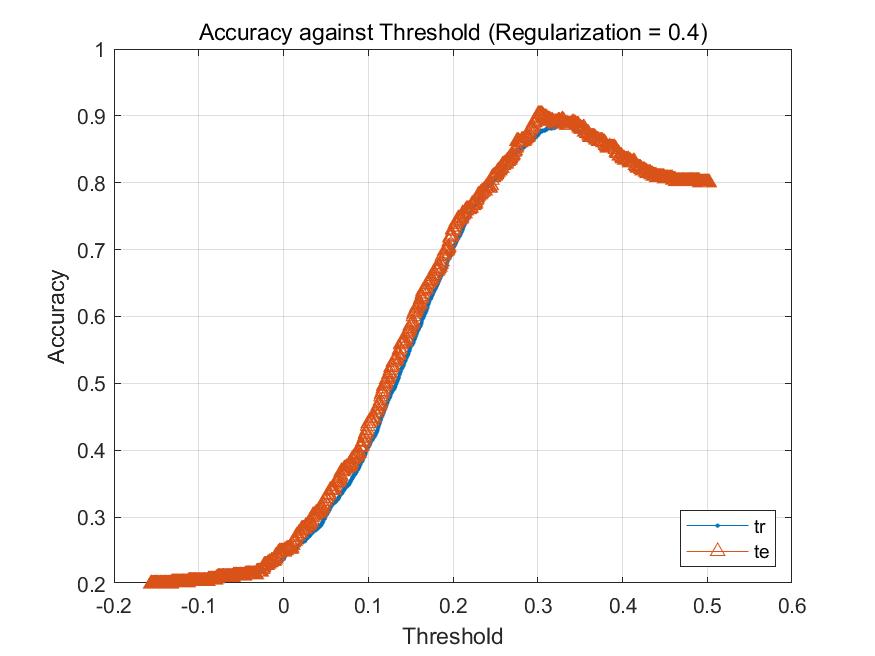 Accuracy against Threshold (Regularization = 0.4)
1
0.9
0.8
0.7
0.6
0.5
0.4
0.3
0.2
Accuracy
-0.2 -0.1 0 0.1 0.2 0.3 0.4 0.5 0.6
Threshold
tr
te